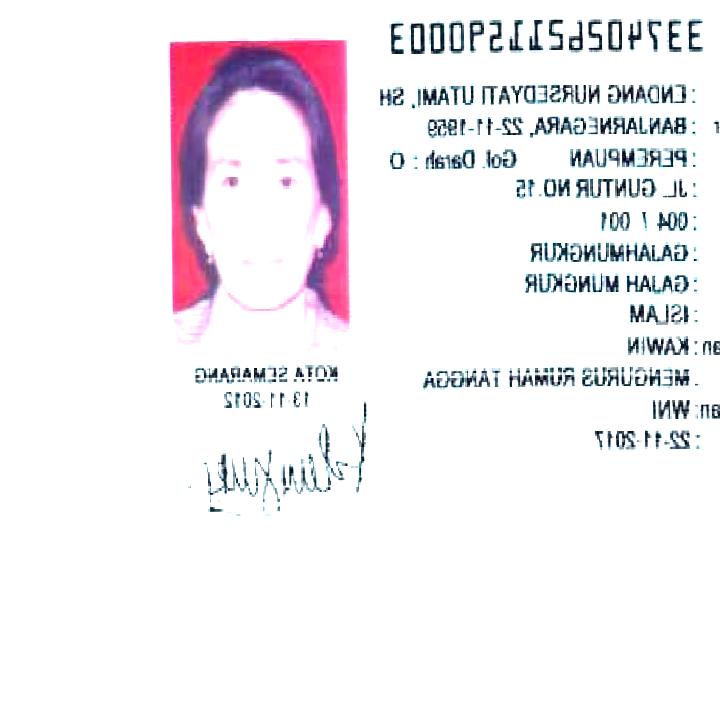 3374056211590003
: ENDANG NURSEDYATI UTAMI, SH
r : BANJARNEGARA, 22-11-1959
: PEREMPUAN Gol. Darah : O
: JL. GUNTUR NO.15
: 004 / 001
: GAJAHMUNGKUR
: GAJAH MUNGKUR
: ISLAM
an: KAWIN
: MENGURUS RUMAH TANGGA
an: WNI
: 22-11-2017
KOTA SEMARANG
13-11-2012